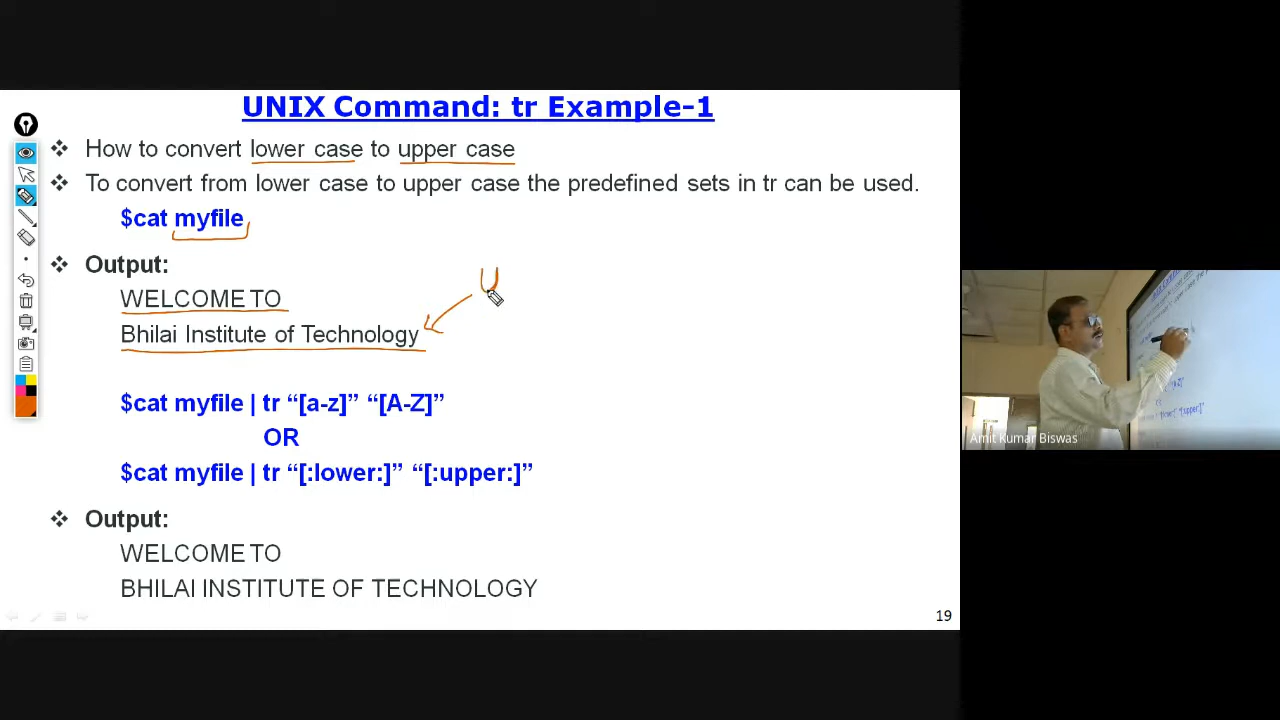 UNIX Command: tr Example-1
❖ How to convert lower case to upper case
❖ To convert from lower case to upper case the predefined sets in tr can be used.
$cat myfile
❖ Output:
WELCOME TO
U
Bhilai Institute of Technology
$cat myfile | tr “[a-z]” “[A-Z]”
OR
$cat myfile | tr “[:lower:]” “[:upper:]”
❖ Output:
WELCOME TO
BHILAI INSTITUTE OF TECHNOLOGY
19
Amit Kumar Biswas